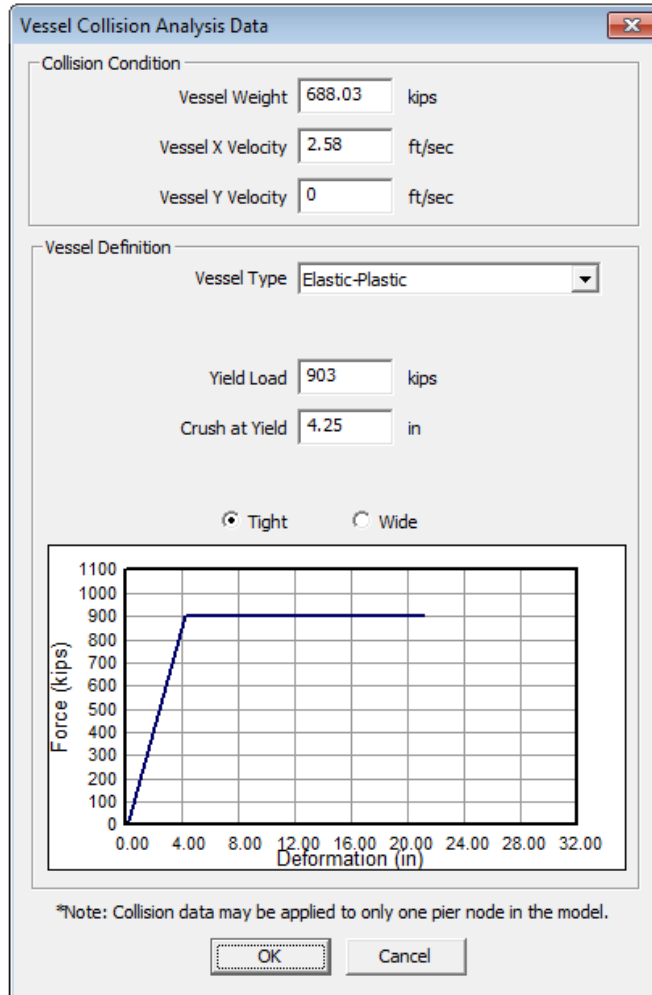 Vessel Collision Analysis Data
Collision Condition
Vessel Weight 688.03 kips
Vessel X Velocity 2.58 ft/sec
Vessel Y Velocity 0 ft/sec
Vessel Definition
Vessel Type Elastic-Plastic
Yield Load 903 kips
Crush at Yield 4.25 in
Tight Wide
1100
1000
900
800
700
600
500
400
300
200
100
0
Force (kips)
0.00 4.00 8.00 12.00 16.00 20.00 24.00 28.00 32.00
Deformation (in)
*Note: Collision data may be applied to only one pier node in the model.
OK Cancel